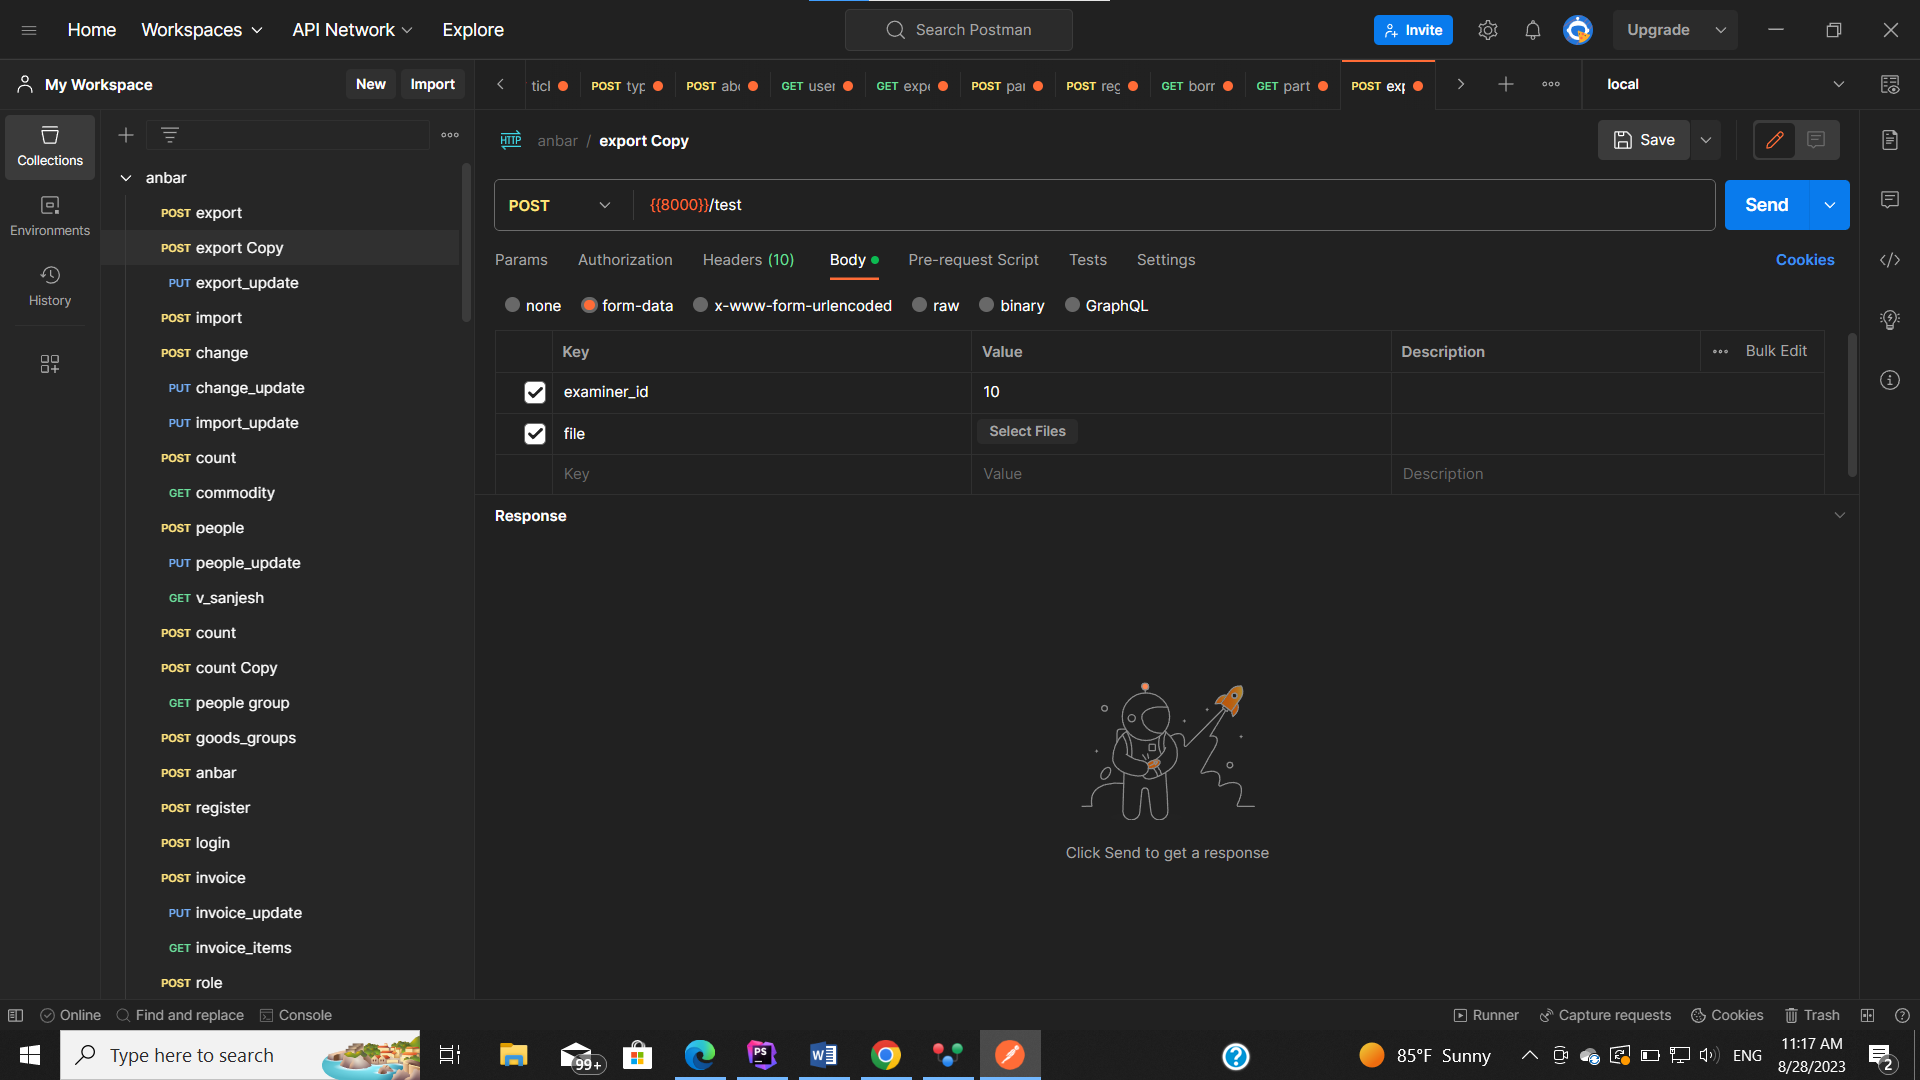 Home
Workspaces
API Network
Explore
Search Postman
Invite
Upgrade
My Workspace
New
Import
ticl
POST typ
POST abo
GET user
GET expe
POST par
POST reg
GET borr
GET part
POST exp
local
Collections
Environments
History
anbar
POST export
POST export Copy
PUT export_update
POST import
POST change
PUT change_update
PUT import_update
POST count
GET commodity
POST people
PUT people_update
GET v_sanjesh
POST count
POST count Copy
GET people group
POST goods_groups
POST anbar
POST register
POST login
POST invoice
PUT invoice_update
GET invoice_items
POST role
HTTP anbar / export Copy
Save
POST {{8000}}/test
Send
Params Authorization Headers (10) Body Pre-request Script Tests Settings Cookies
none form-data x-www-form-urlencoded raw binary GraphQL
Key Value Description Bulk Edit
examiner_id 10
file Select Files
Key Value Description
Response
Click Send to get a response
Online Find and replace Console Runner Capture requests Cookies Trash
Type here to search
99+
PS
W
85°F Sunny
ENG
11:17 AM
8/28/2023
2